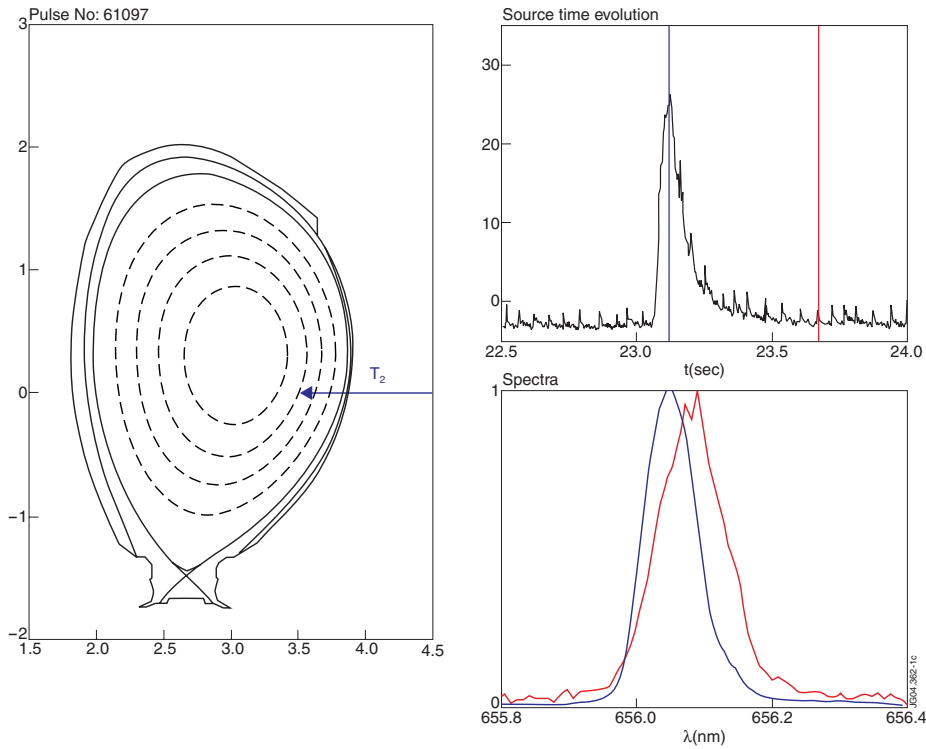 Pulse No: 61097
3
2
1
0
−1
−2
1.5 2.0 2.5 3.0 3.5 4.0 4.5
T2
Source time evolution
30
20
10
0
22.5 23.0 23.5 24.0
t(sec)
Spectra
1
0
655.8 656.0 656.2 656.4
λ(nm)
JG04.362-1c